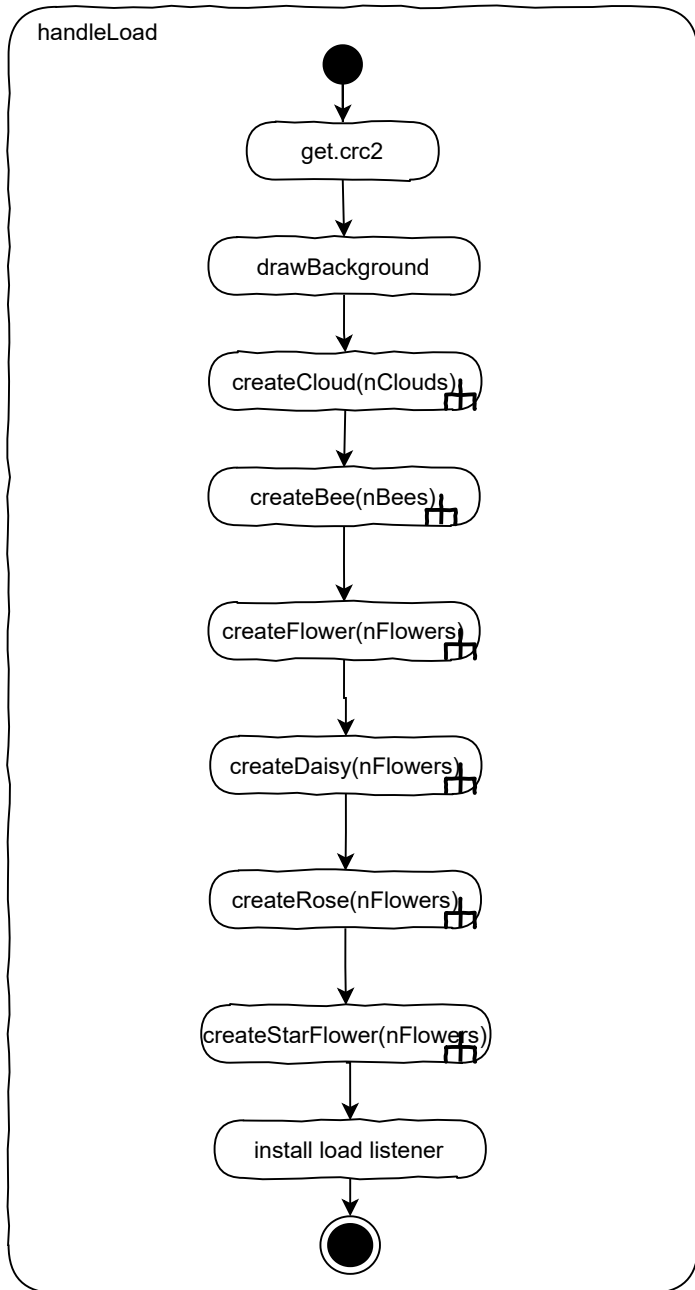 handleLoad
get.crc2
drawBackground
createCloud(nClouds)
createBee(nBees)
createFlower(nFlowers)
createDaisy(nFlowers)
createRose(nFlowers)
createStarFlower(nFlowers)
install load listener